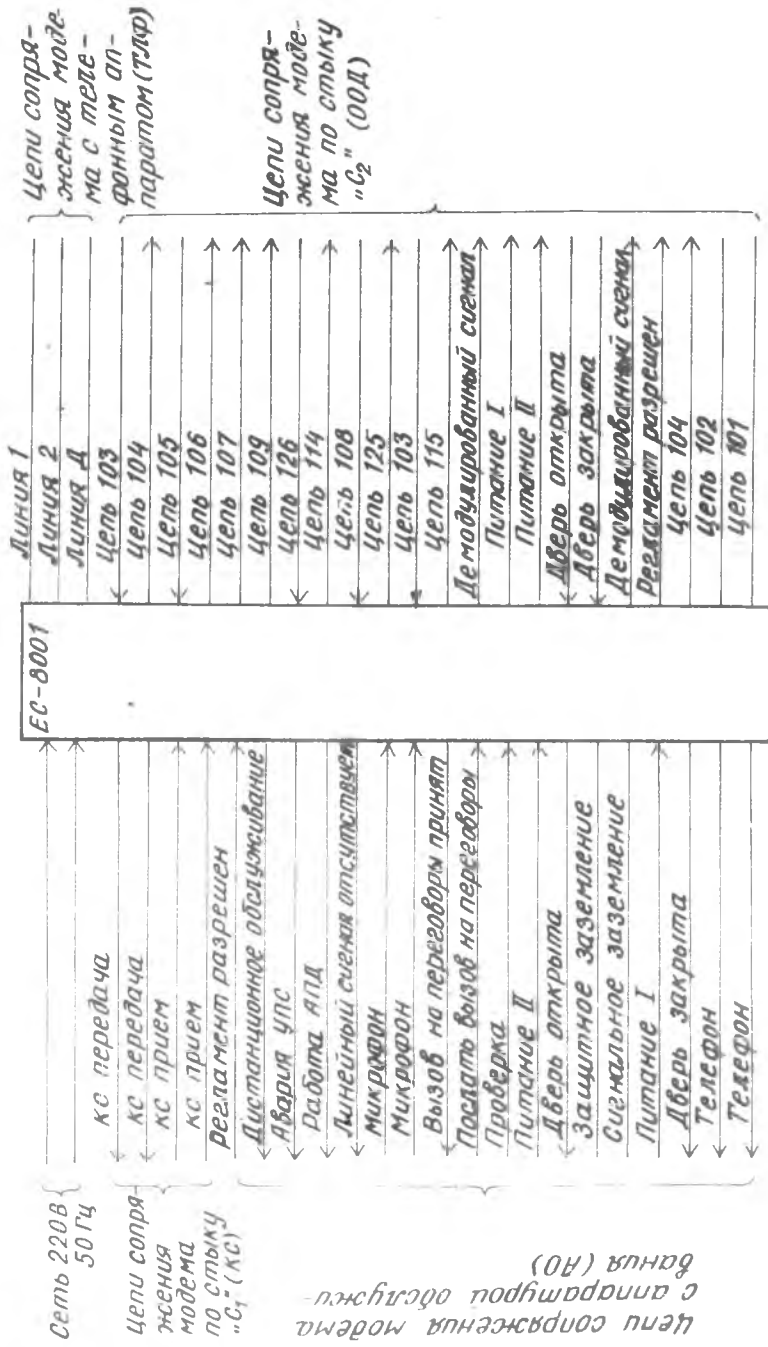 Сеть 220В
50 Гц
Цепи сопря-
жения
модема
по стыку
„С₁" (КС)
Цепи сопряжения модема
с аппаратурой обслужи-
вания (АО)
КС передача
КС передача
КС прием
КС прием
Регламент разрешен
Дистанционное обслуживание
Авария УПС
Работа АПД
Линейный сигнал отсутствует
Микрофон
Микрофон
Вызов на переговоры принят
Послать вызов на переговоры
Проверка
Питание II
Дверь открыта
Защитное заземление
Сигнальное заземление
Питание I
Дверь закрыта
Телефон
Телефон
ЕС-8001
Линия 1
Линия 2
Линия Д
Цепь 103
Цепь 104
Цепь 105
Цепь 106
Цепь 107
Цепь 109
Цепь 126
Цепь 114
Цепь 108
Цепь 125
Цепь 103
Цепь 115
Демодулированный сигнал
Питание I
Питание II
Дверь открыта
Дверь закрыта
Демодулированный сигнал
Регламент разрешен
Цепь 104
Цепь 102
Цепь 101
Цепи сопря-
жения моде-
ма с теле-
фонным ап-
паратом (ТЛФ)
Цепи сопря-
жения моде-
ма по стыку
„С₂" (ООД)